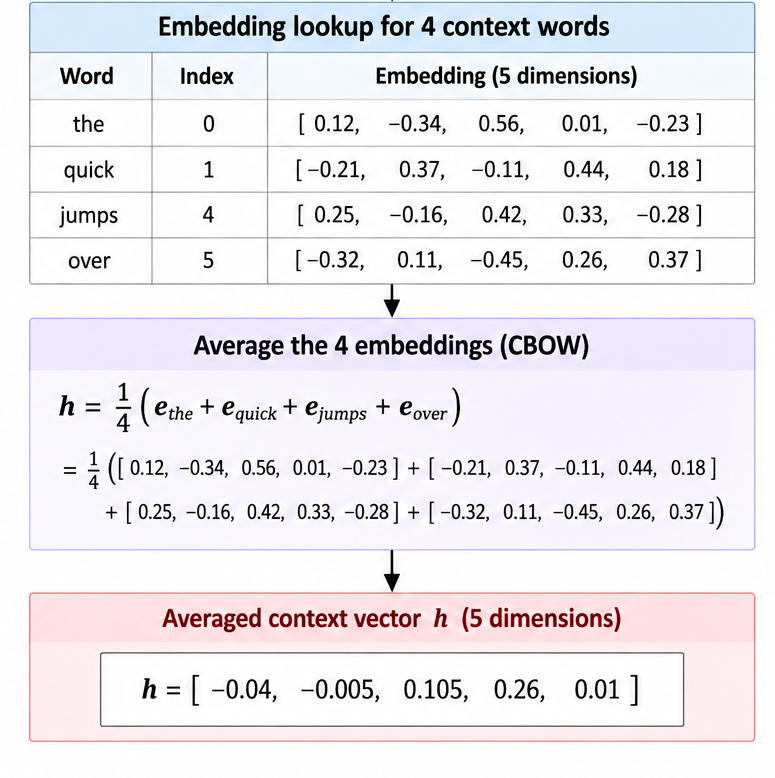 Embedding lookup for 4 context words
Word Index Embedding (5 dimensions)
the 0 [ 0.12, −0.34, 0.56, 0.01, −0.23 ]
quick 1 [ −0.21, 0.37, −0.11, 0.44, 0.18 ]
jumps 4 [ 0.25, −0.16, 0.42, 0.33, −0.28 ]
over 5 [ −0.32, 0.11, −0.45, 0.26, 0.37 ]
Average the 4 embeddings (CBOW)
h = 1/4 ( e_the + e_quick + e_jumps + e_over )
= 1/4 ([ 0.12, −0.34, 0.56, 0.01, −0.23 ] + [ −0.21, 0.37, −0.11, 0.44, 0.18 ]
+ [ 0.25, −0.16, 0.42, 0.33, −0.28 ] + [ −0.32, 0.11, −0.45, 0.26, 0.37 ])
Averaged context vector h (5 dimensions)
h = [ −0.04, −0.005, 0.105, 0.26, 0.01 ]